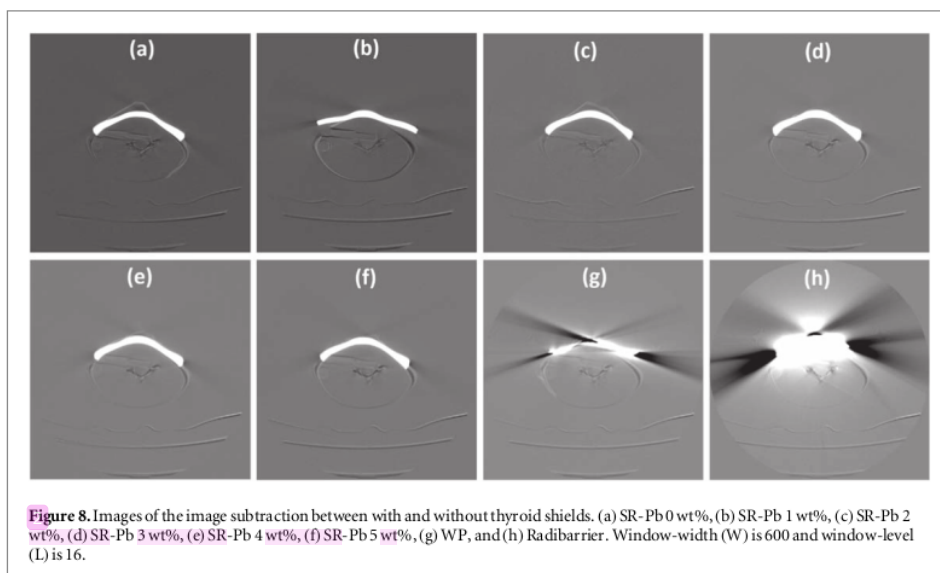 (a)
(b)
(c)
(d)
(e)
(f)
(g)
(h)
Figure 8. Images of the image subtraction between with and without thyroid shields. (a) SR-Pb 0 wt%, (b) SR-Pb 1 wt%, (c) SR-Pb 2
wt%, (d) SR-Pb 3 wt%, (e) SR-Pb 4 wt%, (f) SR-Pb 5 wt%, (g) WP, and (h) Radibarrier. Window-width (W) is 600 and window-level
(L) is 16.